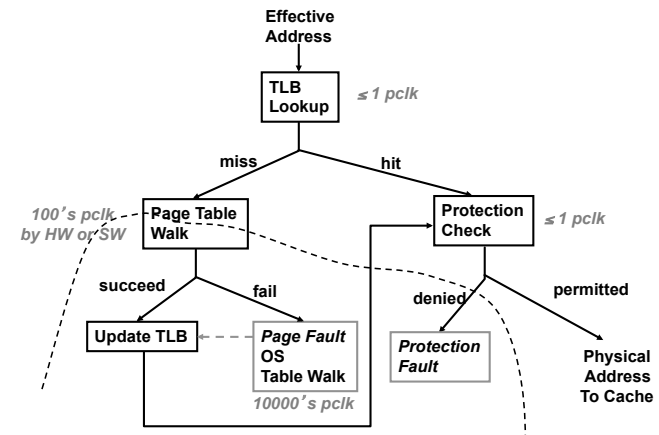 Effective
Address
TLB
Lookup
≤ 1 pclk
miss
hit
100's pclk
by HW or SW
Page Table
Walk
Protection
Check
≤ 1 pclk
succeed
fail
denied
permitted
Update TLB
Page Fault
OS
Table Walk
10000's pclk
Protection
Fault
Physical
Address
To Cache